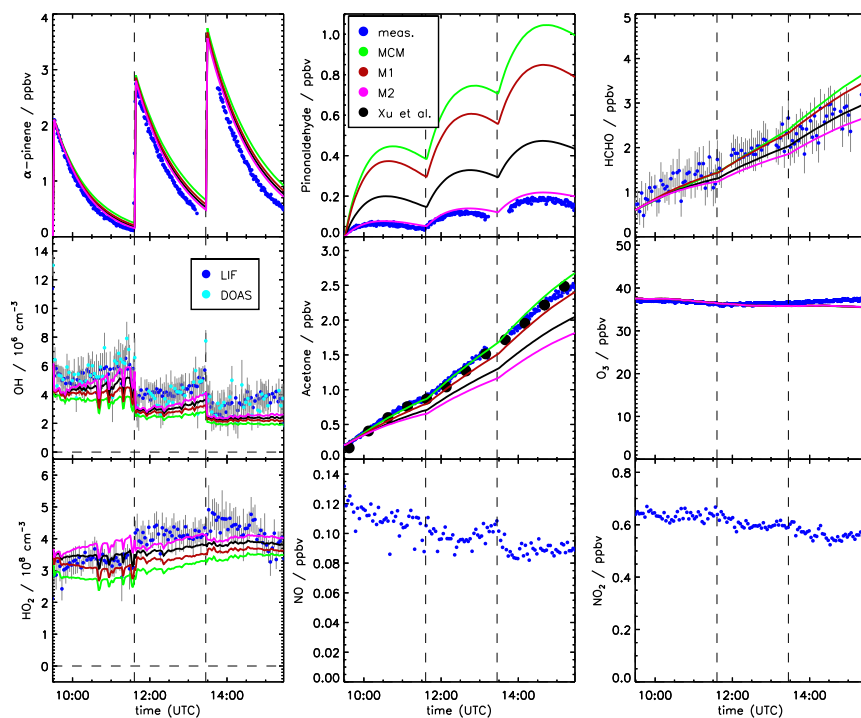 α-pinene / ppbv
4
3
2
1
0
Pinonaldehyde / ppbv
1.0
0.8
0.6
0.4
0.2
0.0
meas.
MCM
M1
M2
Xu et al.
HCHO / ppbv
5
4
3
2
1
0
OH / 10⁶ cm⁻³
14
12
10
8
6
4
2
0
LIF
DOAS
Acetone / ppbv
3.0
2.5
2.0
1.5
1.0
0.5
0.0
O₃ / ppbv
50
40
30
20
10
0
HO₂ / 10⁸ cm⁻³
6
5
4
3
2
1
0
10:00 12:00 14:00
time (UTC)
NO / ppbv
0.14
0.12
0.10
0.08
0.06
0.04
0.02
0.00
10:00 12:00 14:00
time (UTC)
NO₂ / ppbv
0.8
0.6
0.4
0.2
0.0
10:00 12:00 14:00
time (UTC)